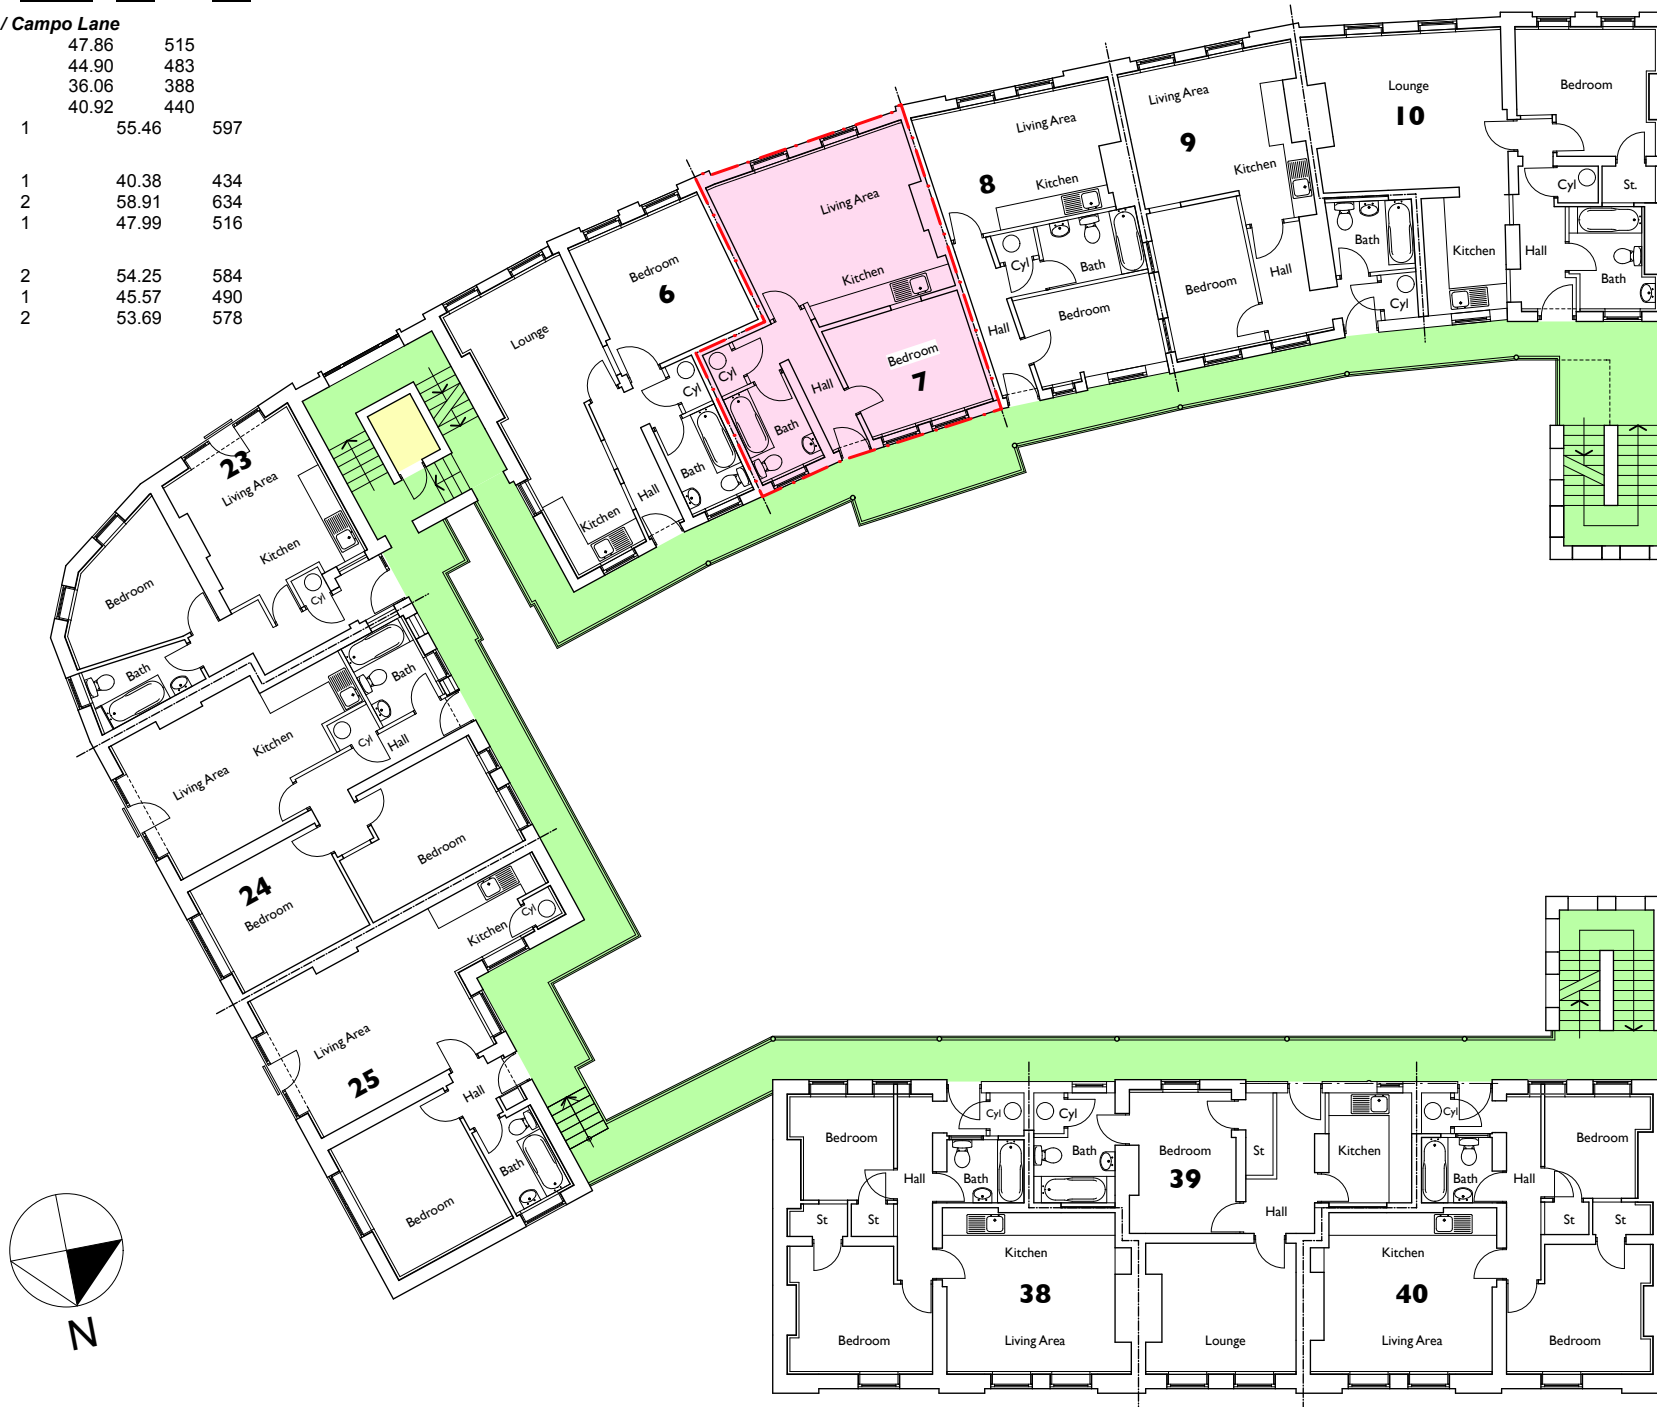 / Campo Lane
47.86 515
44.90 483
36.06 388
40.92 440
1 55.46 597
1 40.38 434
2 58.91 634
1 47.99 516
2 54.25 584
1 45.57 490
2 53.69 578
Lounge
Bedroom
6
Cyl
Bath
Hall
Kitchen
Living Area
Kitchen
Bedroom
7
Cyl
Hall
Bath
Living Area
8
Kitchen
Cyl
Bath
Hall
Bedroom
Living Area
9
Kitchen
Bedroom
Hall
Lounge
10
Bath
Cyl
Kitchen
Bedroom
Cyl
St.
Hall
Bath
23
Living Area
Kitchen
Bedroom
Cyl
Bath
Bath
Kitchen
Cyl
Hall
Living Area
Bedroom
24
Bedroom
Kitchen
Cyl
Living Area
25
Hall
Bath
Bedroom
N
Bedroom
Hall
Cyl
Bath
St
St
Kitchen
38
Bedroom
Living Area
Cyl
Bath
Bedroom
39
St
Kitchen
Hall
Lounge
Cyl
Bath
Hall
Bedroom
St
St
Kitchen
40
Living Area
Bedroom